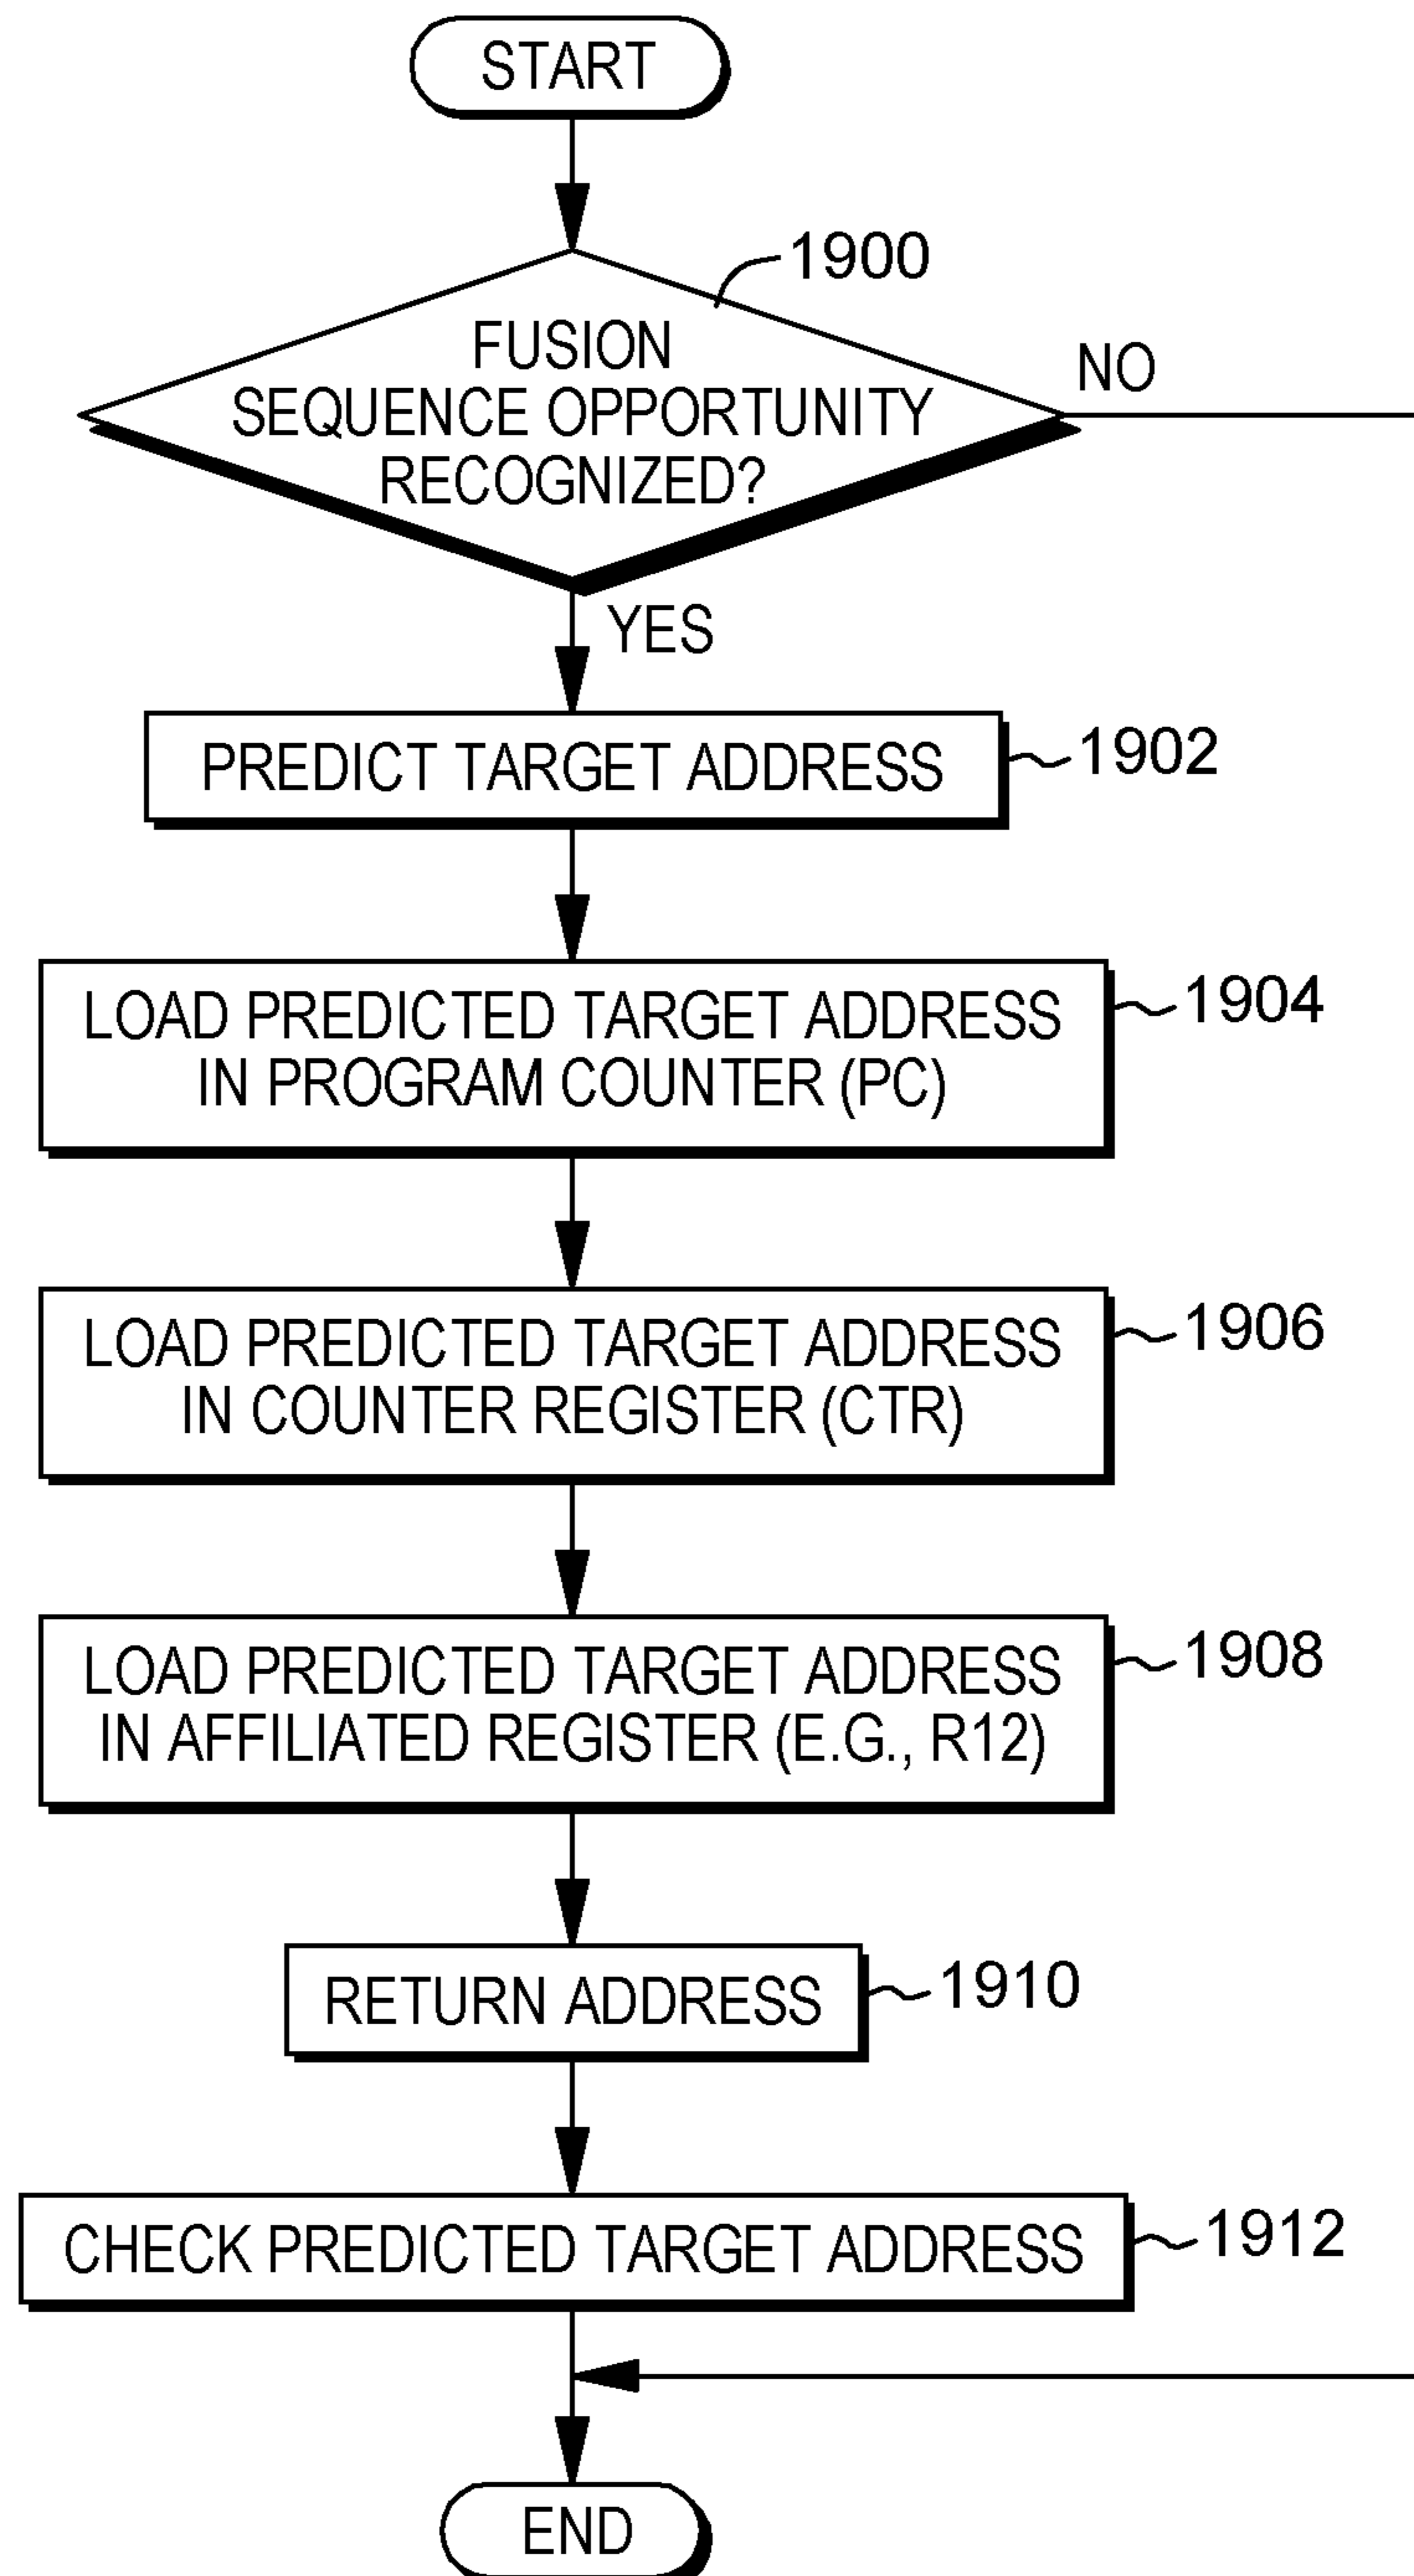 START
1900
FUSION
SEQUENCE OPPORTUNITY
RECOGNIZED?
NO
YES
PREDICT TARGET ADDRESS
1902
LOAD PREDICTED TARGET ADDRESS
IN PROGRAM COUNTER (PC)
1904
LOAD PREDICTED TARGET ADDRESS
IN COUNTER REGISTER (CTR)
1906
LOAD PREDICTED TARGET ADDRESS
IN AFFILIATED REGISTER (E.G., R12)
1908
RETURN ADDRESS
1910
CHECK PREDICTED TARGET ADDRESS
1912
END